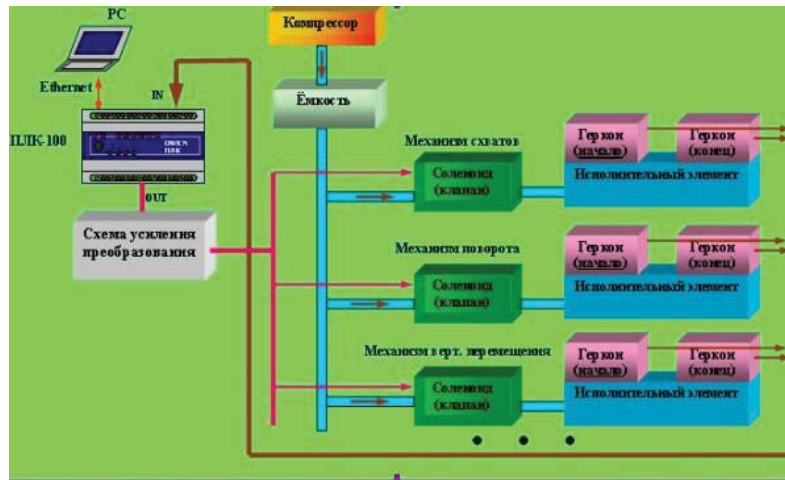 PC
Компрессор
Ethernet
IN
Ёмкость
ПЛК-100
OUT
Схема усиления
преобразования
Механизм схватов
Соленоид
(клапан)
Геркон
(начало)
Геркон
(конец)
Исполнительный элемент
Механизм поворота
Соленоид
(клапан)
Геркон
(начало)
Геркон
(конец)
Исполнительный элемент
Механизм верт. перемещения
Соленоид
(клапан)
Геркон
(начало)
Геркон
(конец)
Исполнительный элемент